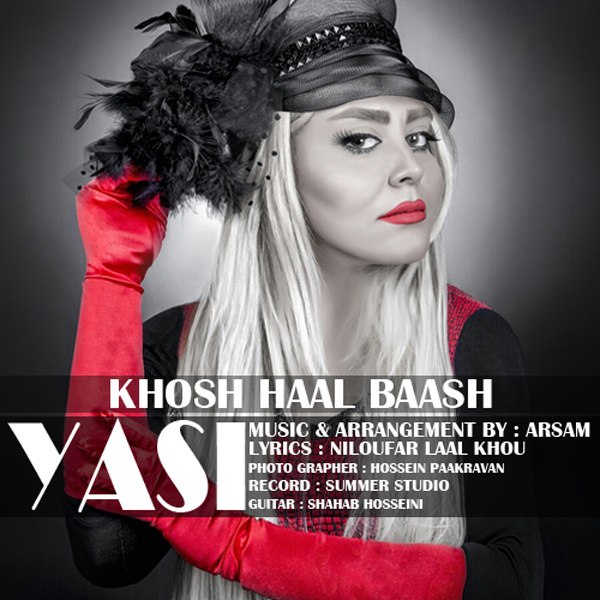 KHOSH HAAL BAASH
YASI
MUSIC & ARRANGEMENT BY : ARSAM
LYRICS : NILOUFAR LAAL KHOU
PHOTO GRAPHER : HOSSEIN PAAKRAVAN
RECORD : SUMMER STUDIO
GUITAR : SHAHAB HOSSEINI